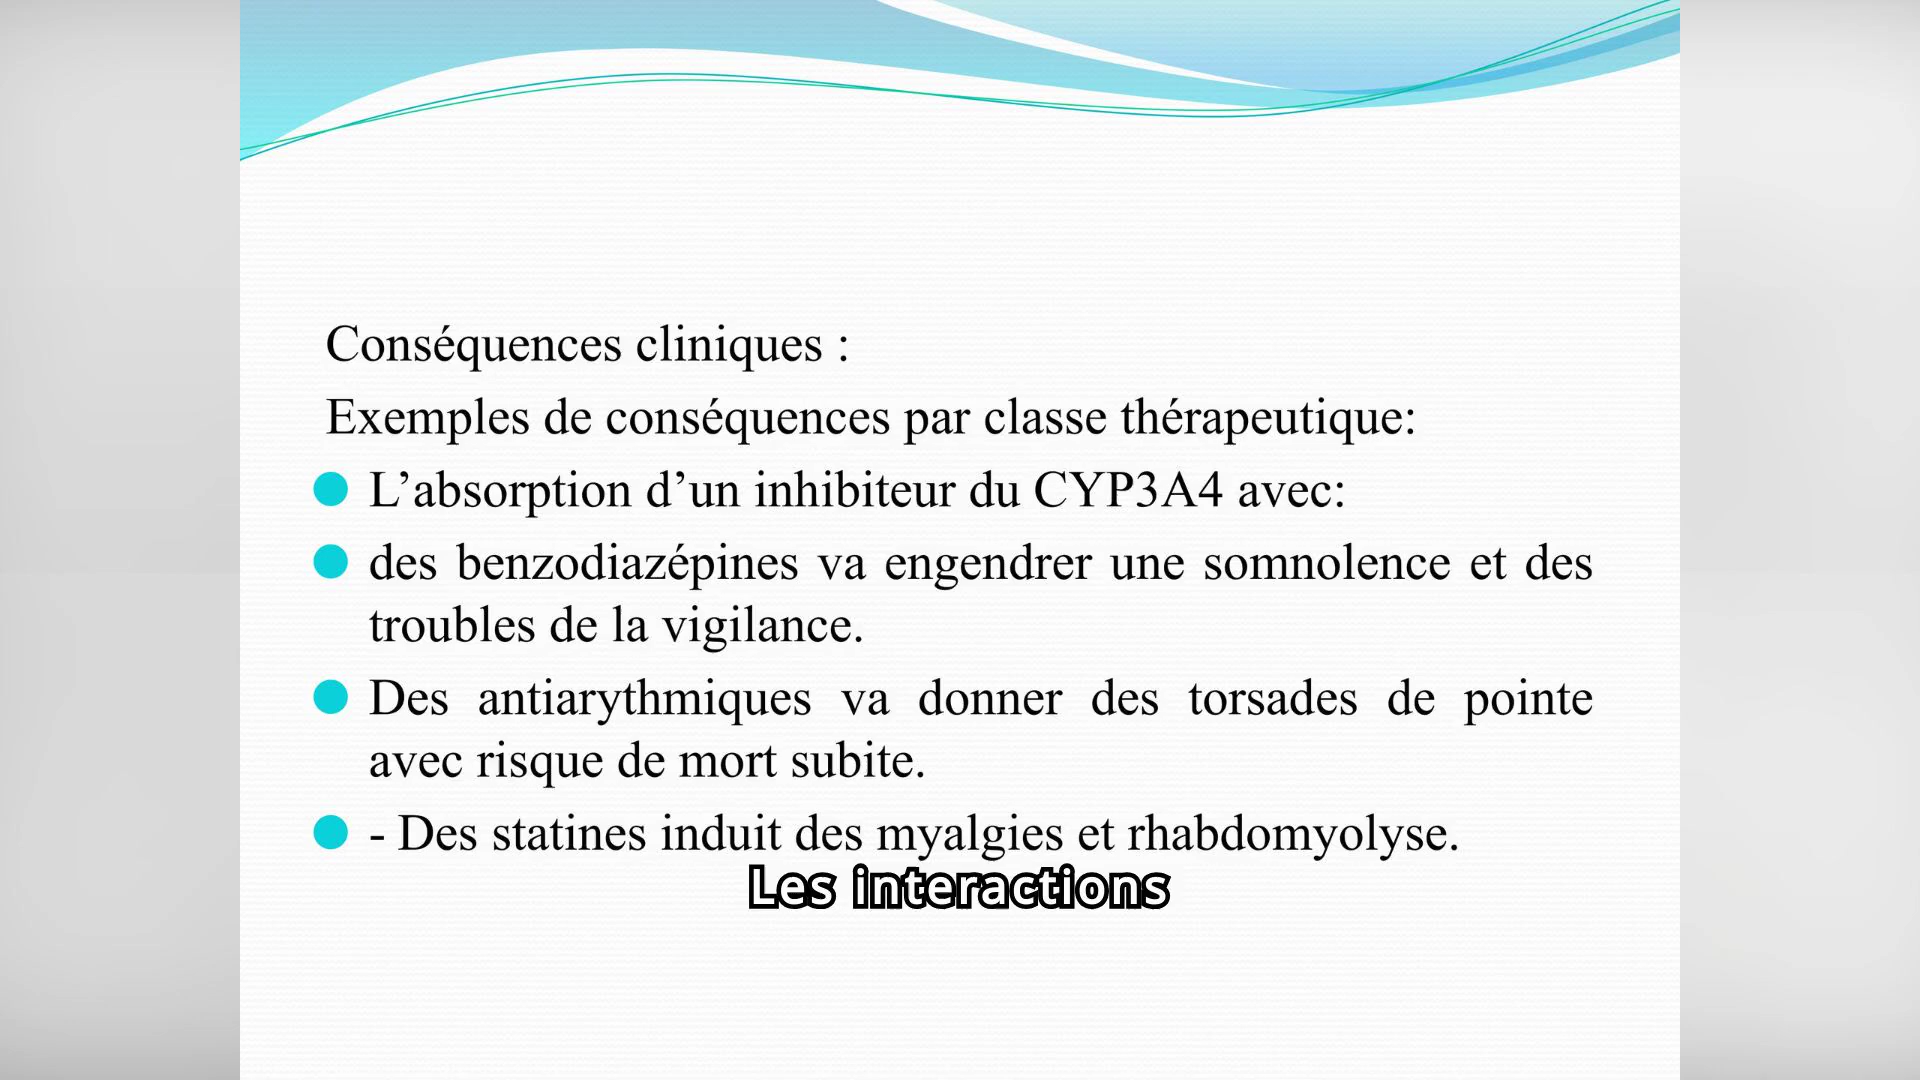 Conséquences cliniques :
Exemples de conséquences par classe thérapeutique:
L’absorption d’un inhibiteur du CYP3A4 avec:
des benzodiazépines va engendrer une somnolence et des
troubles de la vigilance.
Des antiarythmiques va donner des torsades de pointe
avec risque de mort subite.
- Des statines induit des myalgies et rhabdomyolyse.
Les interactions